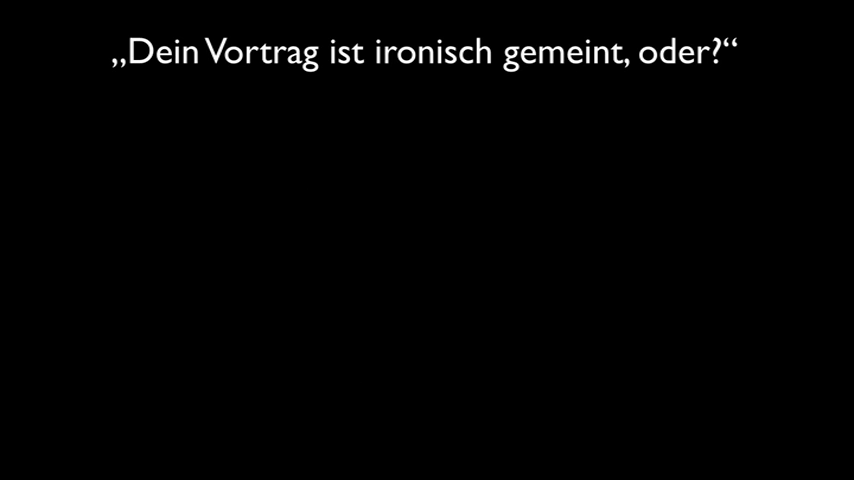 „Dein Vortrag ist ironisch gemeint, oder?“